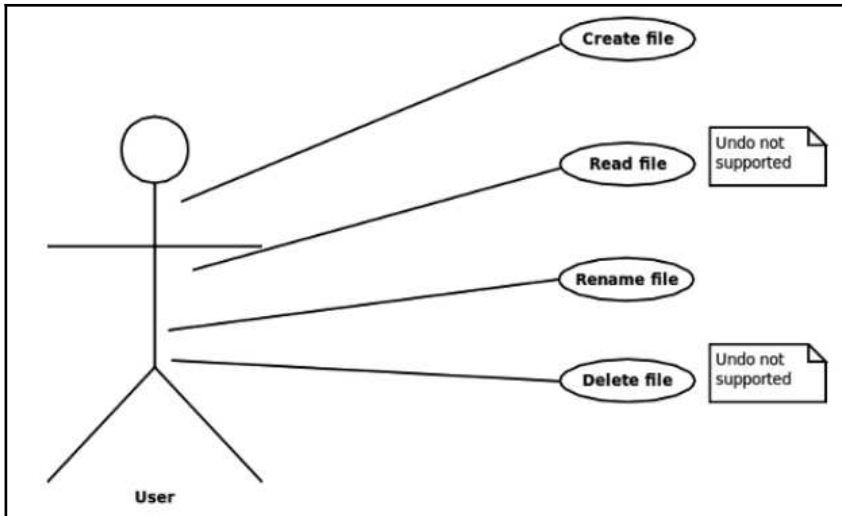 Create file
Read file
Undo not
supported
Rename file
Delete file
Undo not
supported
User